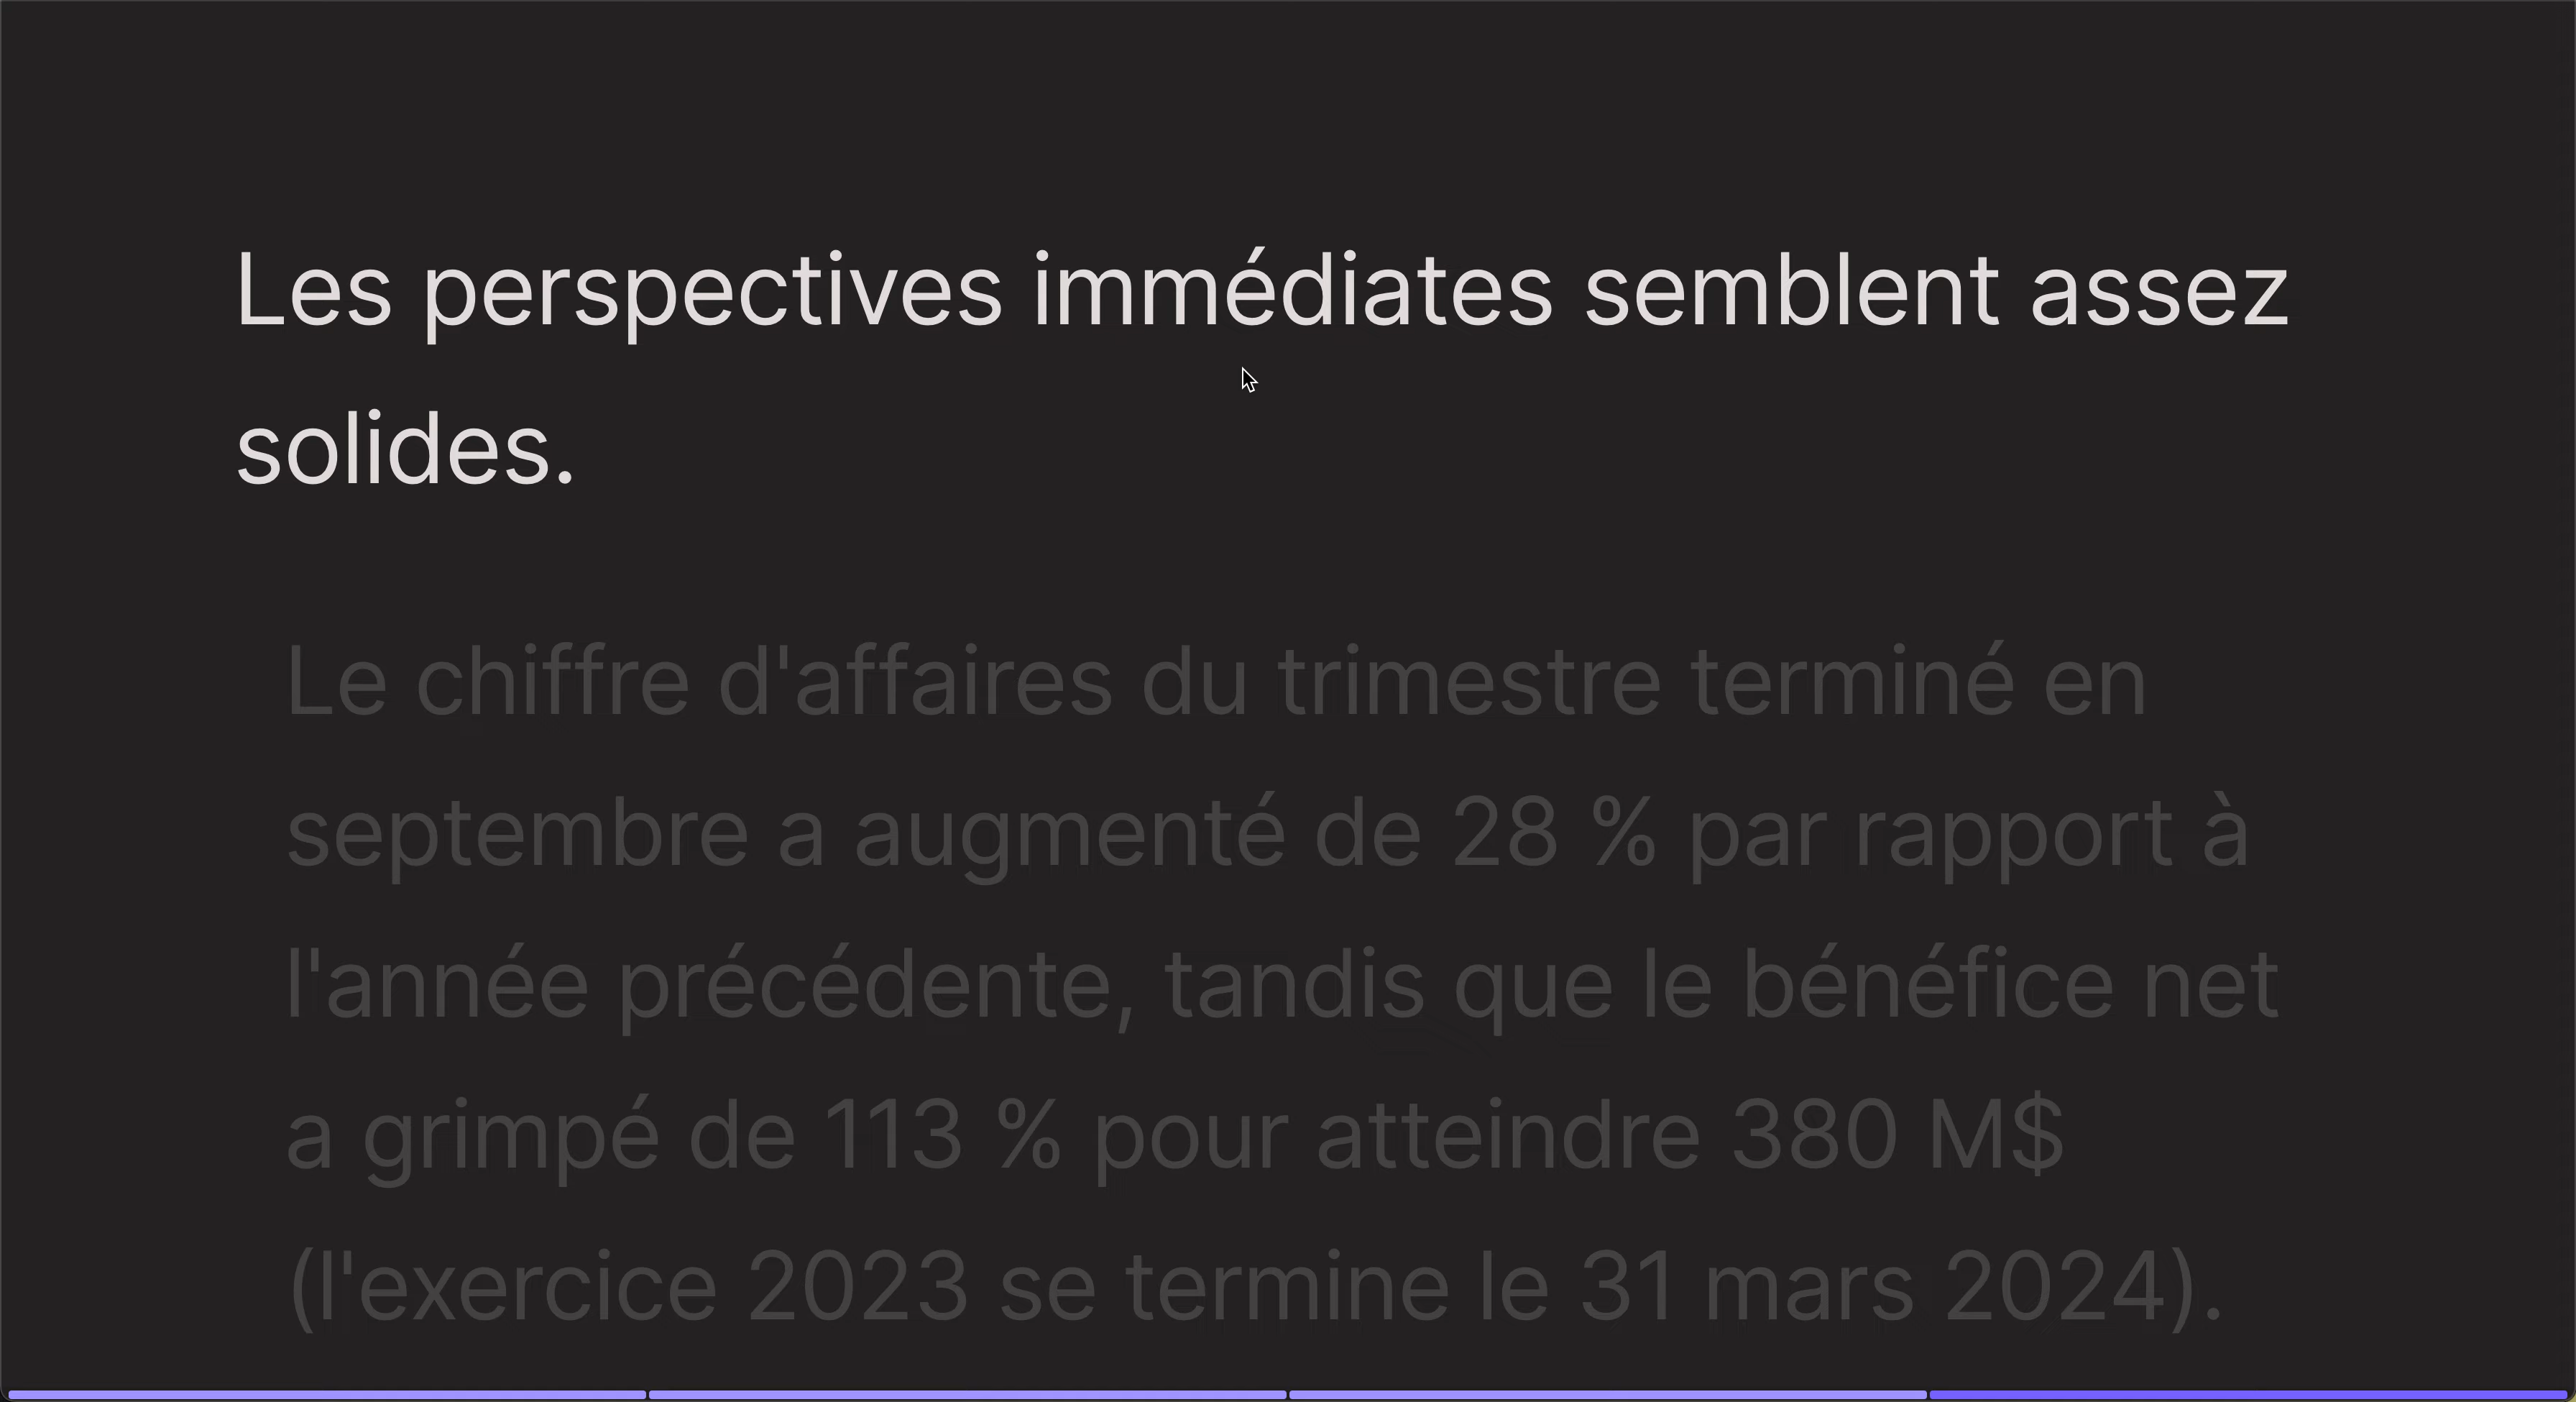 Les perspectives immédiates semblent assez
solides.
Le chiffre d'affaires du trimestre terminé en
septembre a augmenté de 28 % par rapport à
l'année précédente, tandis que le bénéfice net
a grimpé de 113 % pour atteindre 380 M$
(l'exercice 2023 se termine le 31 mars 2024).